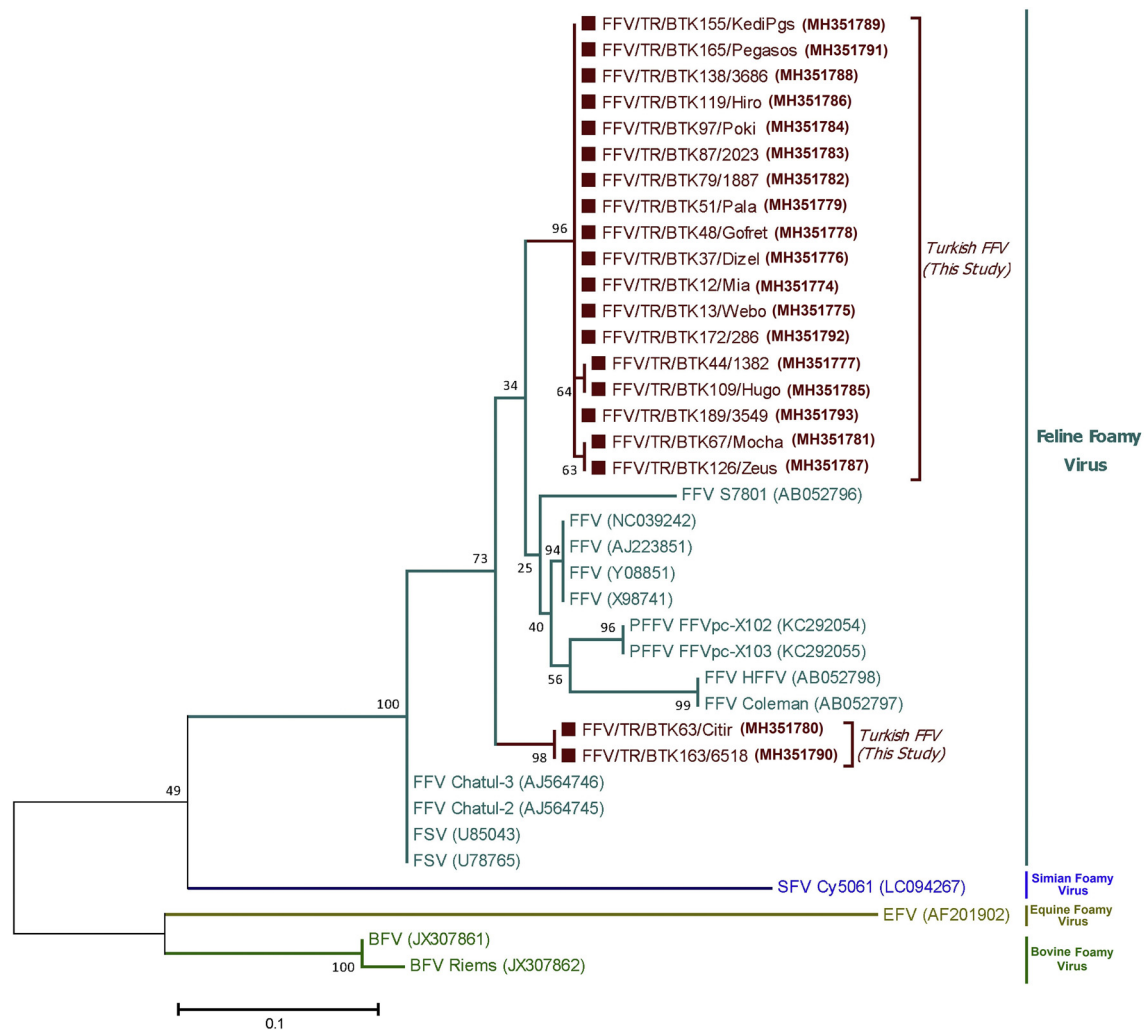 FFV/TR/BTK155/KediPgs (MH351789)
FFV/TR/BTK165/Pegasos (MH351791)
FFV/TR/BTK138/3686 (MH351788)
FFV/TR/BTK119/Hiro (MH351786)
FFV/TR/BTK97/Poki (MH351784)
FFV/TR/BTK87/2023 (MH351783)
FFV/TR/BTK79/1887 (MH351782)
FFV/TR/BTK51/Pala (MH351779)
96
FFV/TR/BTK48/Gofret (MH351778)
Turkish FFV
(This Study)
FFV/TR/BTK37/Dizel (MH351776)
FFV/TR/BTK12/Mia (MH351774)
FFV/TR/BTK13/Webo (MH351775)
FFV/TR/BTK172/286 (MH351792)
FFV/TR/BTK44/1382 (MH351777)
34
64
FFV/TR/BTK109/Hugo (MH351785)
FFV/TR/BTK189/3549 (MH351793)
FFV/TR/BTK67/Mocha (MH351781)
63
FFV/TR/BTK126/Zeus (MH351787)
Feline Foamy
Virus
FFV S7801 (AB052796)
FFV (NC039242)
94
FFV (AJ223851)
73
25
FFV (Y08851)
FFV (X98741)
40
96
PFFV FFVpc-X102 (KC292054)
PFFV FFVpc-X103 (KC292055)
56
FFV HFFV (AB052798)
99
FFV Coleman (AB052797)
100
FFV/TR/BTK63/Citir (MH351780)
98
FFV/TR/BTK163/6518 (MH351790)
Turkish FFV
(This Study)
FFV Chatul-3 (AJ564746)
49
FFV Chatul-2 (AJ564745)
FSV (U85043)
FSV (U78765)
SFV Cy5061 (LC094267)
Simian Foamy
Virus
EFV (AF201902)
Equine Foamy
Virus
BFV (JX307861)
100
BFV Riems (JX307862)
Bovine Foamy
Virus
0.1